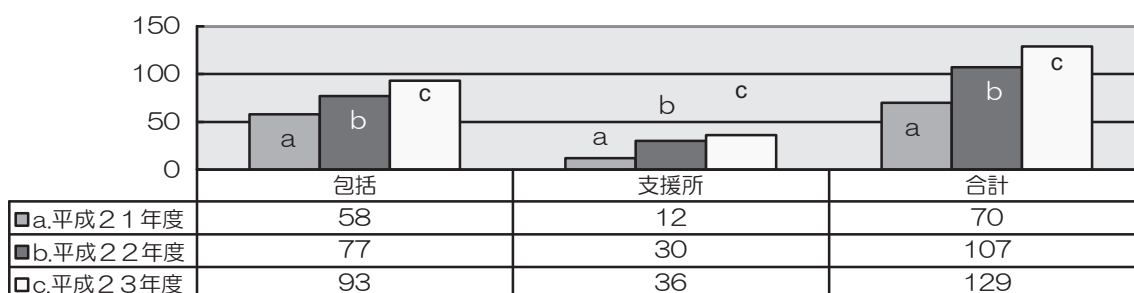 150
100
50
0
a b c
a b c
a b c
包括 支援所 合計
a.平成21年度 58 12 70
b.平成22年度 77 30 107
c.平成23年度 93 36 129